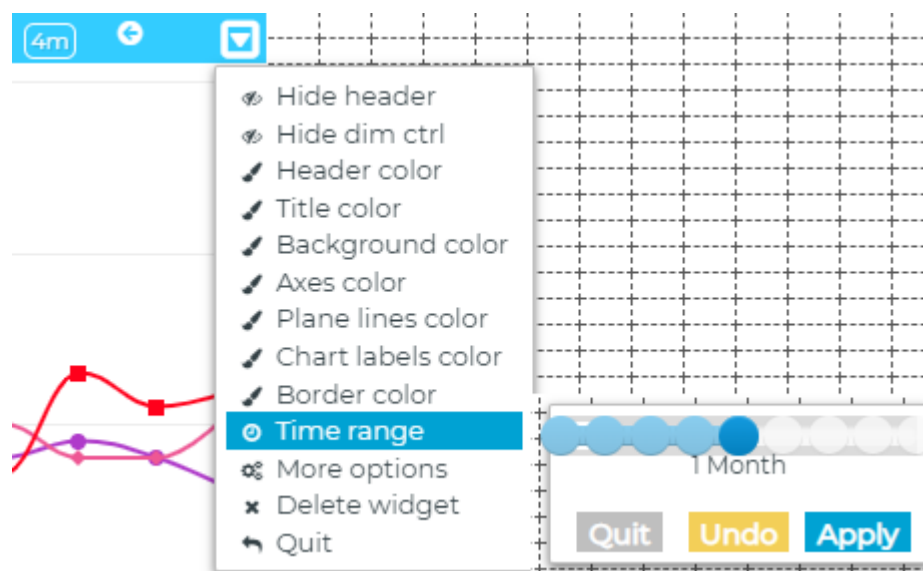 4m
Hide header
Hide dim ctrl
Header color
Title color
Background color
Axes color
Plane lines color
Chart labels color
Border color
Time range
More options
Delete widget
Quit
1 Month
Quit Undo Apply